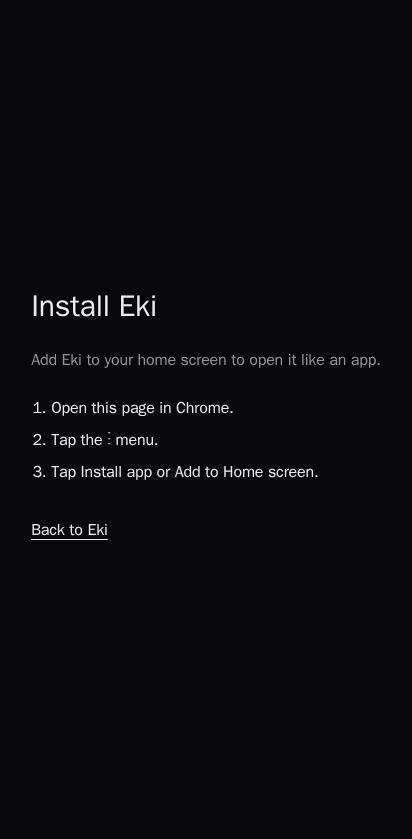 Install Eki
Add Eki to your home screen to open it like an app.
1. Open this page in Chrome.
2. Tap the ⋮ menu.
3. Tap Install app or Add to Home screen.
Back to Eki